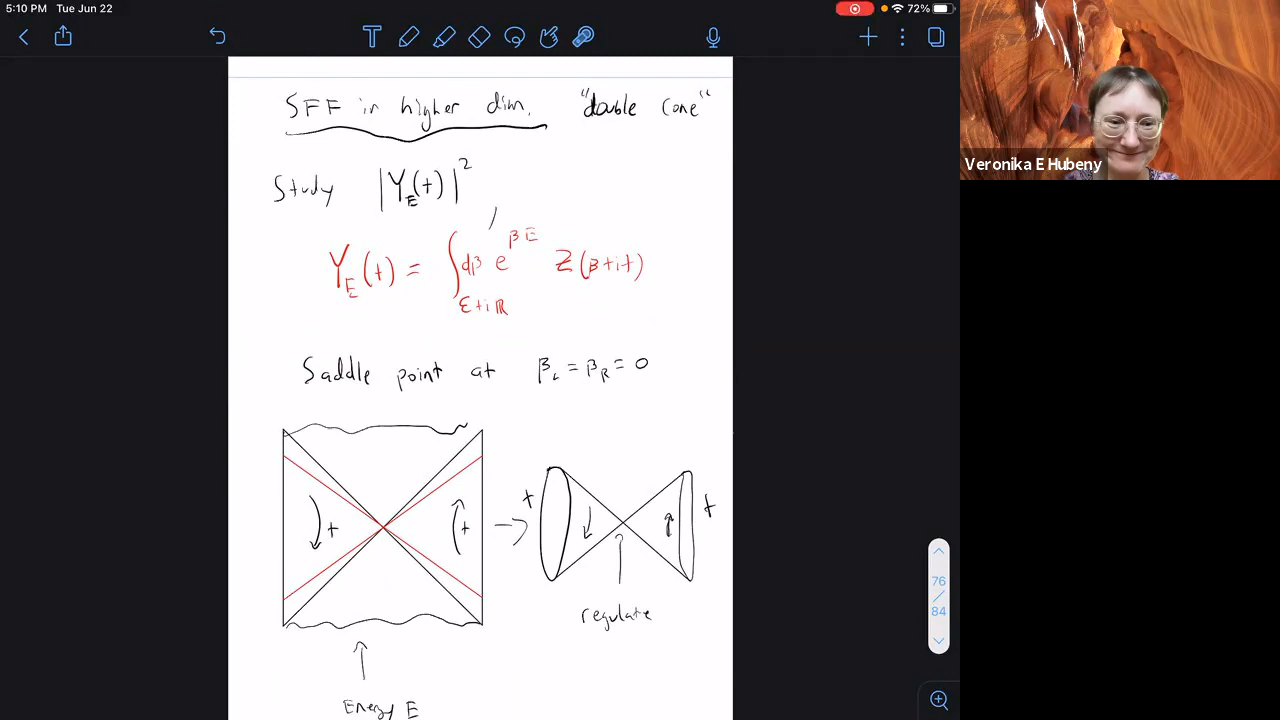 5:10 PM Tue Jun 22
72%
SFF in higher dim. "double cone"
Study |Y_E(t)|²
Y_E(t) = ∫_{ε+iℝ} dβ e^{βE} Z(β+it)
Saddle point at β_L = β_R = 0
t t t t
regulate
Energy E
76
/
84
Veronika E Hubeny
T